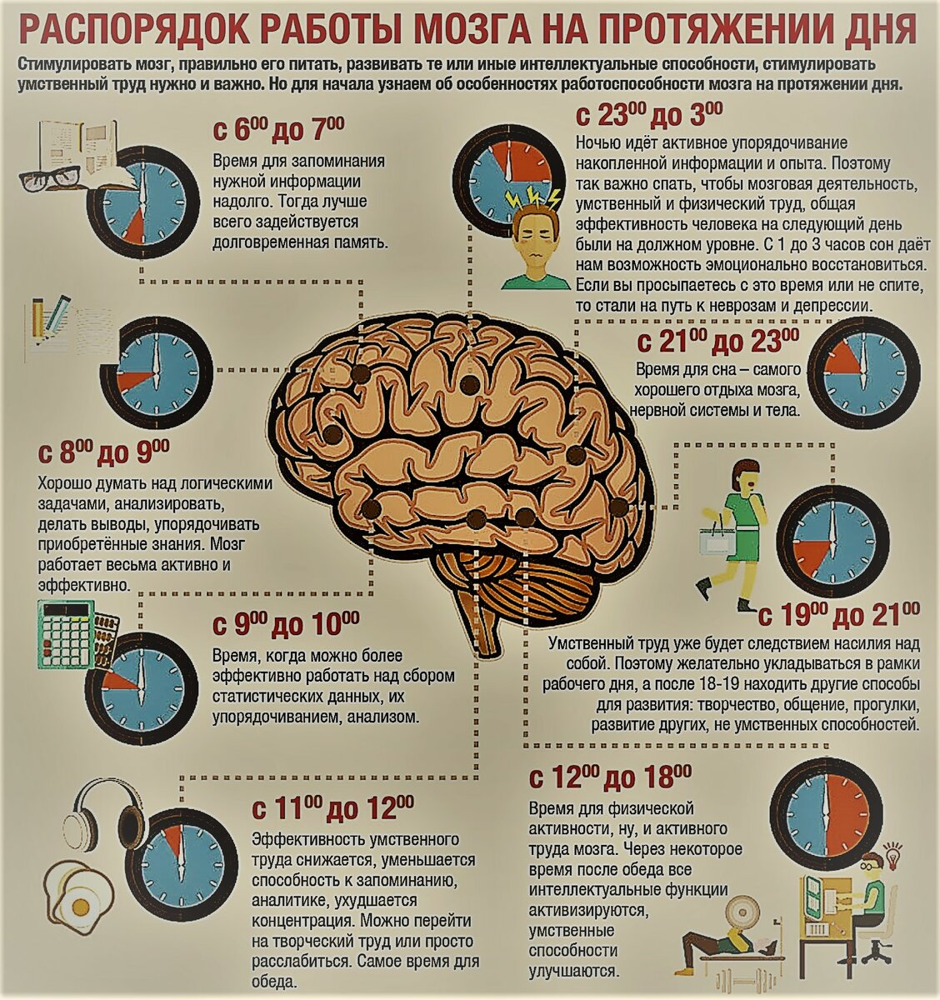 РАСПОРЯДОК РАБОТЫ МОЗГА НА ПРОТЯЖЕНИИ ДНЯ
Стимулировать мозг, правильно его питать, развивать те или иные интеллектуальные способности, стимулировать
умственный труд нужно и важно. Но для начала узнаем об особенностях работоспособности мозга на протяжении дня.
с 6⁰⁰ до 7⁰⁰
Время для запоминания
нужной информации
надолго. Тогда лучше
всего задействуется
долговременная память.
с 8⁰⁰ до 9⁰⁰
Хорошо думать над логическими
задачами, анализировать,
делать выводы, упорядочивать
приобретённые знания. Мозг
работает весьма активно и
эффективно.
с 9⁰⁰ до 10⁰⁰
Время, когда можно более
эффективно работать над сбором
статистических данных, их
упорядочиванием, анализом.
с 11⁰⁰ до 12⁰⁰
Эффективность умственного
труда снижается, уменьшается
способность к запоминанию,
аналитике, ухудшается
концентрация. Можно перейти
на творческий труд или просто
расслабиться. Самое время для
обеда.
с 12⁰⁰ до 18⁰⁰
Время для физической
активности, ну, и активного
труда мозга. Через некоторое
время после обеда все
интеллектуальные функции
активизируются,
умственные
способности
улучшаются.
с 19⁰⁰ до 21⁰⁰
Умственный труд уже будет следствием насилия над
собой. Поэтому желательно укладываться в рамки
рабочего дня, а после 18-19 находить другие способы
для развития: творчество, общение, прогулки,
развитие других, не умственных способностей.
с 21⁰⁰ до 23⁰⁰
Время для сна – самого
хорошего отдыха мозга,
нервной системы и тела.
с 23⁰⁰ до 3⁰⁰
Ночью идёт активное упорядочивание
накопленной информации и опыта. Поэтому
так важно спать, чтобы мозговая деятельность,
умственный и физический труд, общая
эффективность человека на следующий день
были на должном уровне. С 1 до 3 часов сон даёт
нам возможность эмоционально восстановиться.
Если вы просыпаетесь с это время или не спите,
то стали на путь к неврозам и депрессии.